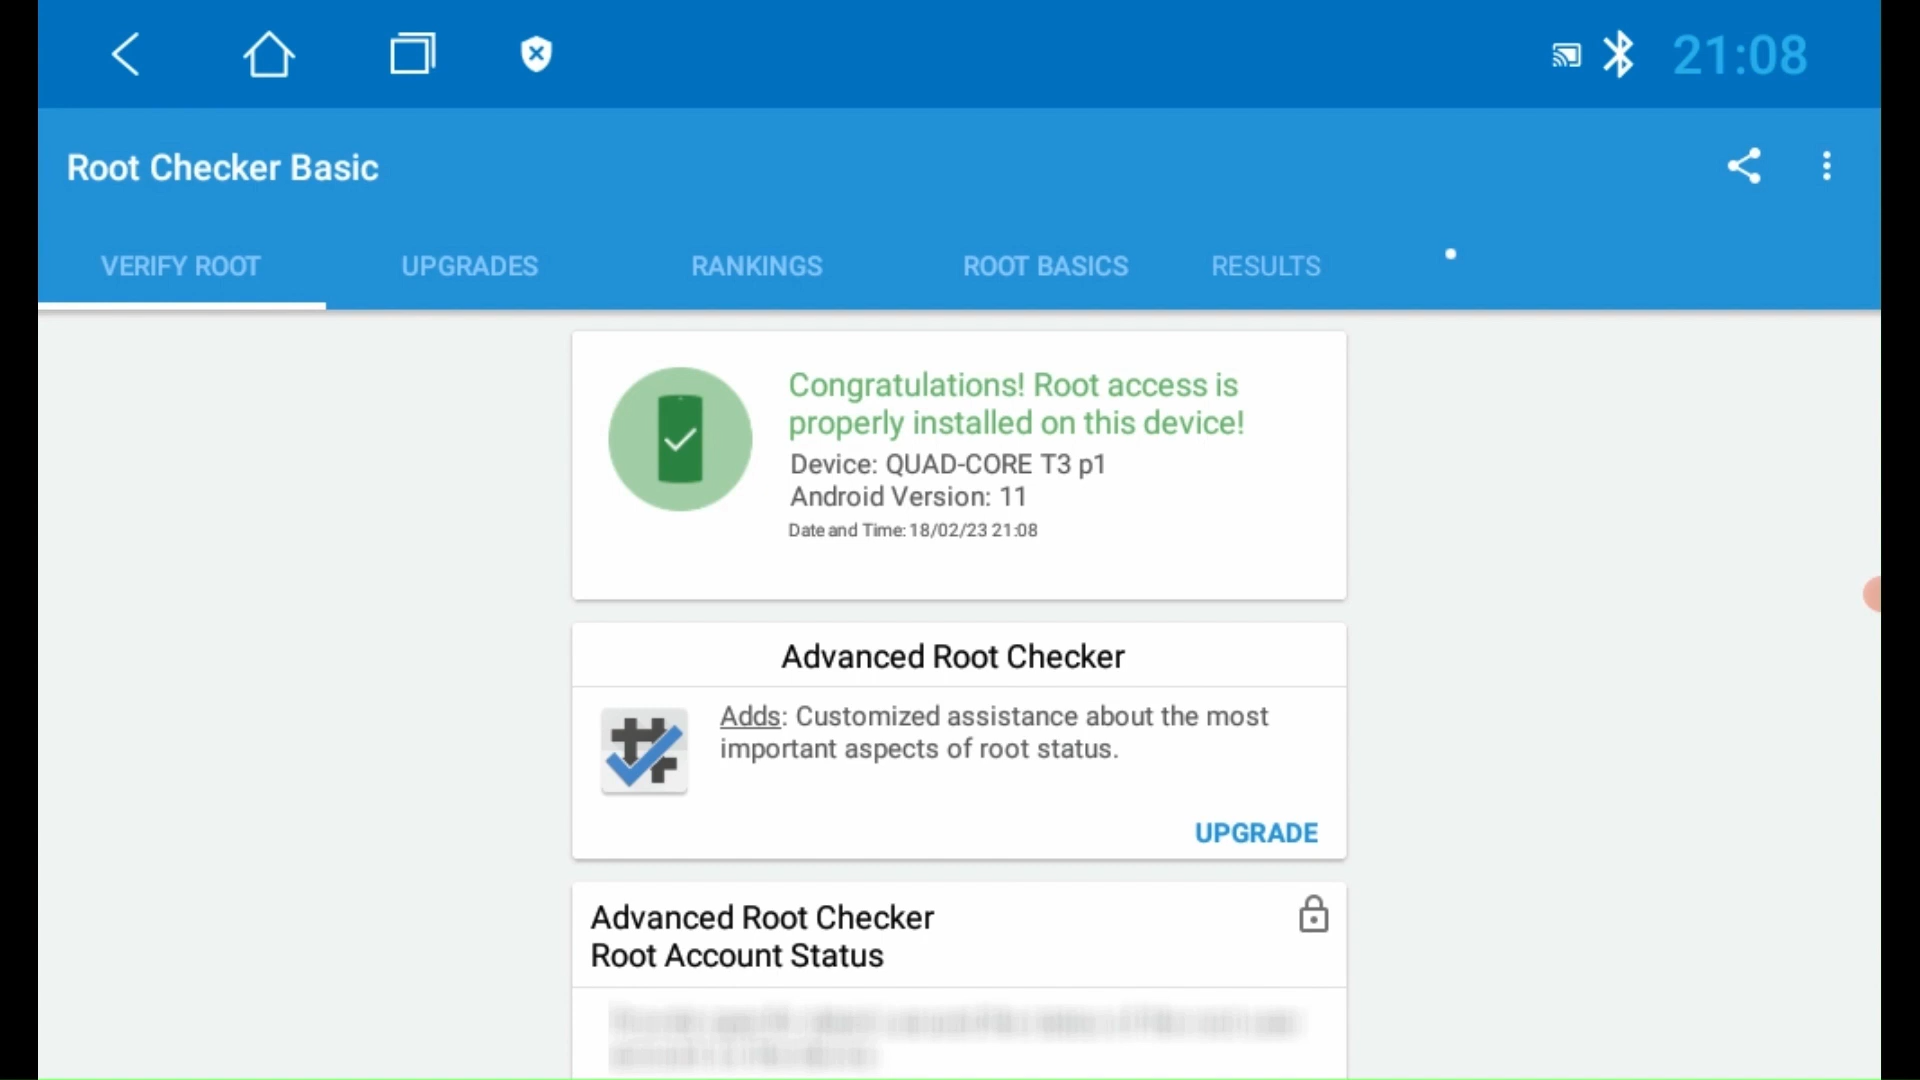 21:08
Root Checker Basic
VERIFY ROOT
UPGRADES
RANKINGS
ROOT BASICS
RESULTS
Congratulations! Root access is
properly installed on this device!
Device: QUAD-CORE T3 p1
Android Version: 11
Date and Time: 18/02/23 21:08
Advanced Root Checker
Adds: Customized assistance about the most
important aspects of root status.
UPGRADE
Advanced Root Checker
Root Account Status